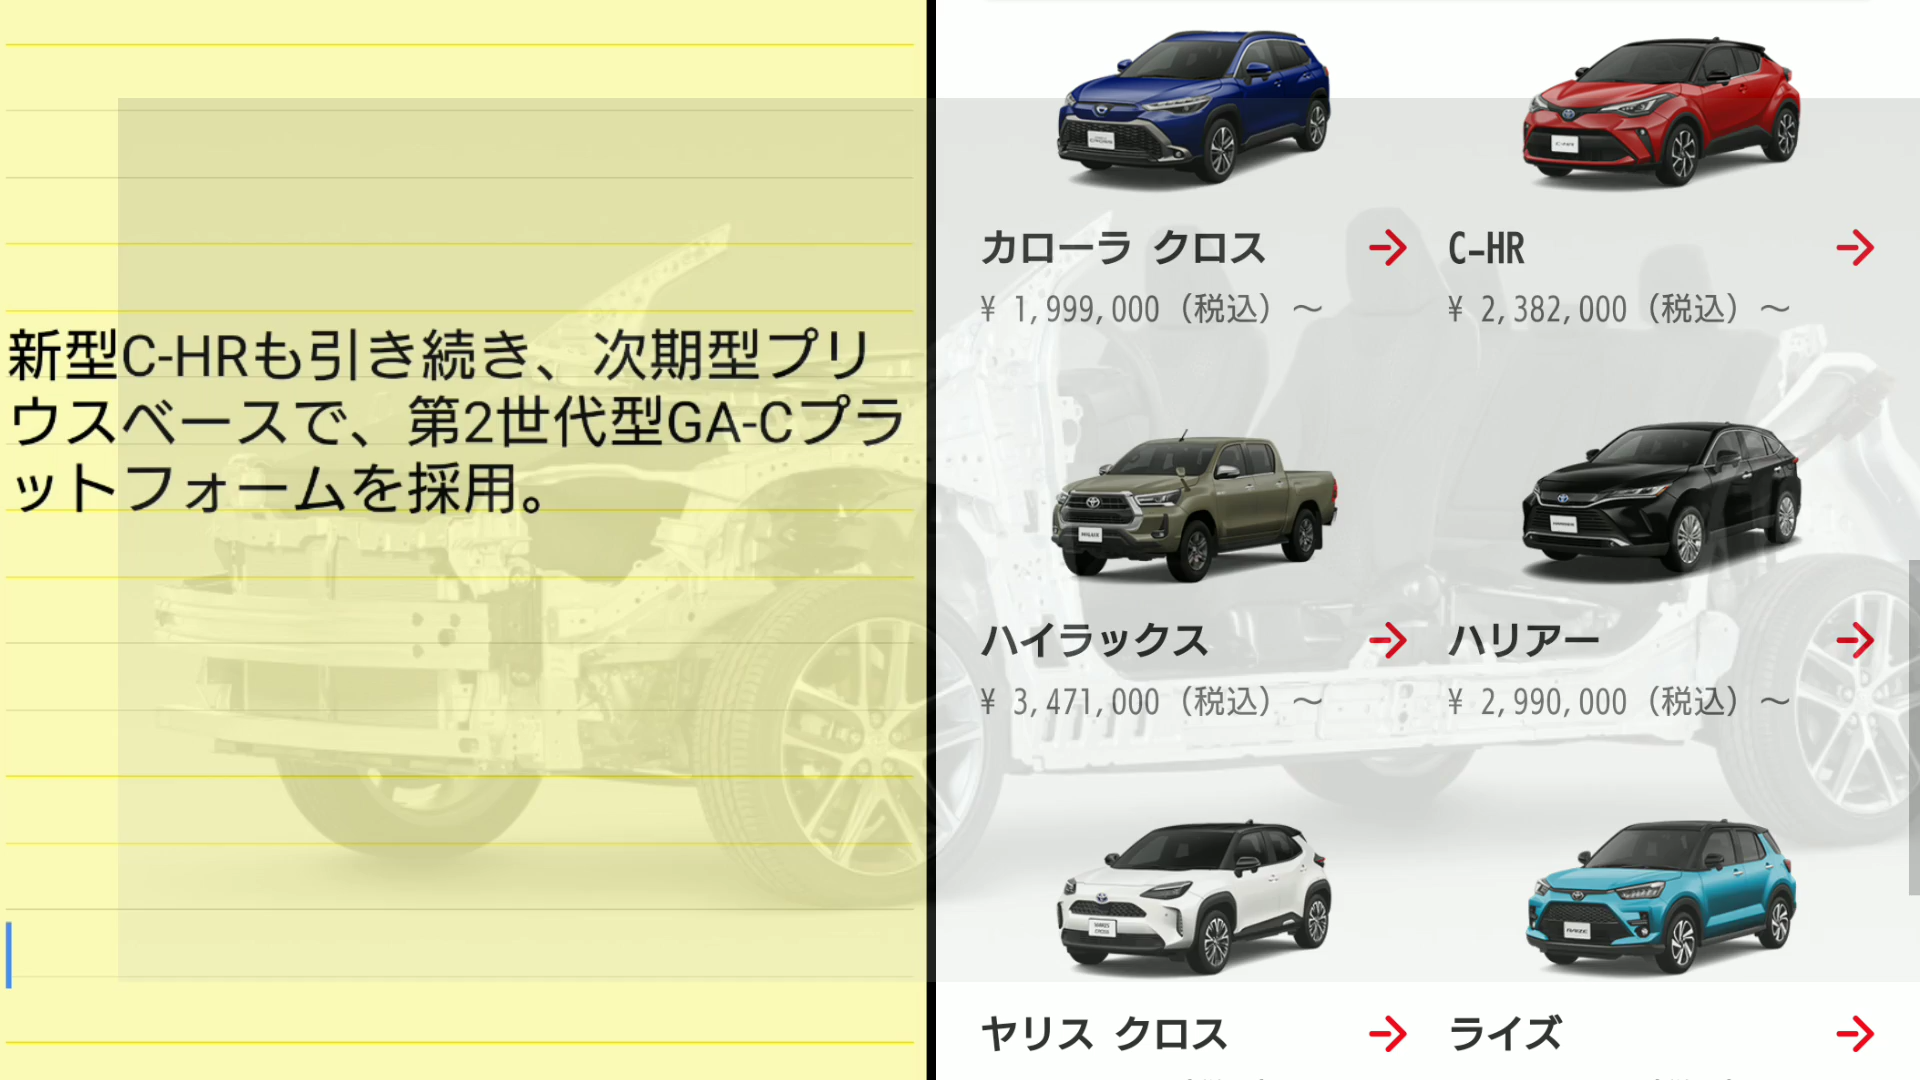 新型C-HRも引き続き、次期型プリ
ウスベースで、第2世代型GA-Cプラ
ットフォームを採用。
カローラ クロス
¥ 1,999,000（税込）～
C-HR
¥ 2,382,000（税込）～
ハイラックス
¥ 3,471,000（税込）～
ハリアー
¥ 2,990,000（税込）～
ヤリス クロス
ライズ